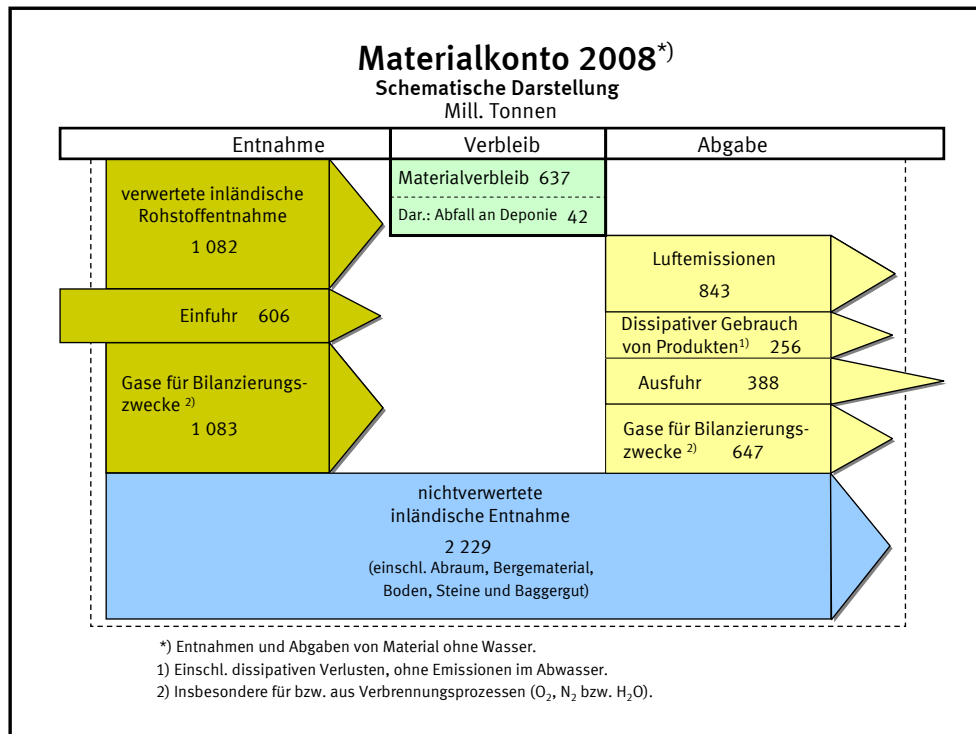 Materialkonto 2008*)
Schematische Darstellung
Mill. Tonnen
Entnahme
Verbleib
Abgabe
verwertete inländische
Rohstoffentnahme
1 082
Einfuhr 606
Gase für Bilanzierungs-
zwecke 2)
1 083
Materialverbleib 637
Dar.: Abfall an Deponie 42
Luftemissionen
843
Dissipativer Gebrauch
von Produkten1) 256
Ausfuhr 388
Gase für Bilanzierungs-
zwecke 2) 647
nichtverwertete
inländische Entnahme
2 229
(einschl. Abraum, Bergematerial,
Boden, Steine und Baggergut)
*) Entnahmen und Abgaben von Material ohne Wasser.
1) Einschl. dissipativen Verlusten, ohne Emissionen im Abwasser.
2) Insbesondere für bzw. aus Verbrennungsprozessen (O2, N2 bzw. H2O).